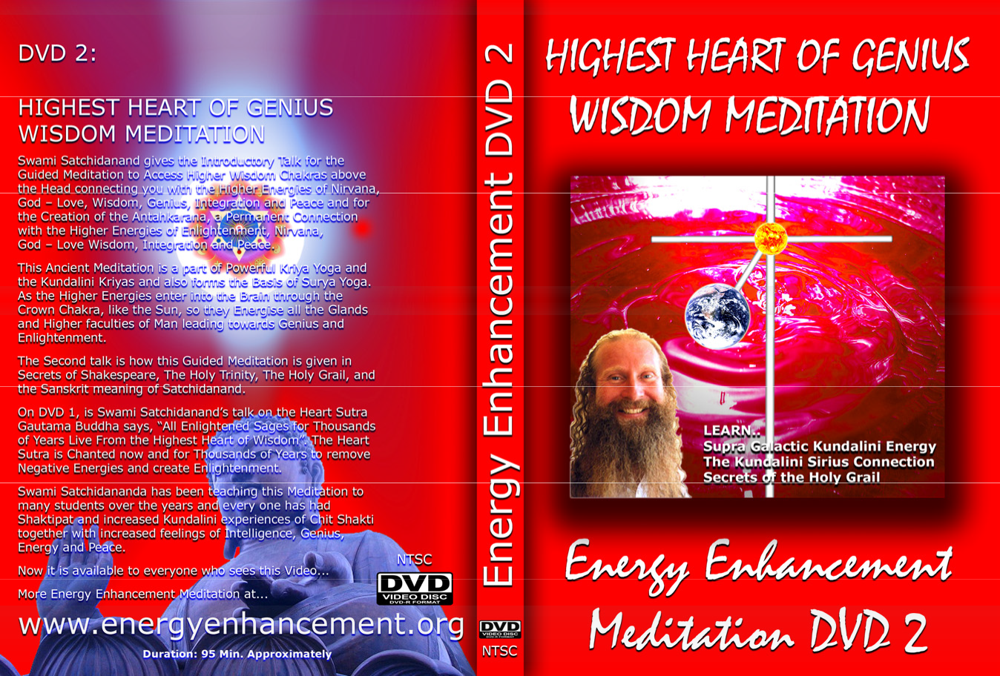 DVD 2:
HIGHEST HEART OF GENIUS
WISDOM MEDITATION
Swami Satchidanand gives the Introductory Talk for the
Guided Meditation to Access Higher Wisdom Chakras above
the Head connecting you with the Higher Energies of Nirvana,
God – Love, Wisdom, Genius, Integration and Peace and for
the Creation of the Antahkarana, a Permanent Connection
with the Higher Energies of Enlightenment, Nirvana,
God – Love Wisdom, Integration and Peace.
This Ancient Meditation is a part of Powerful Kriya Yoga and
the Kundalini Kriyas and also forms the Basis of Surya Yoga.
As the Higher Energies enter into the Brain through the
Crown Chakra, like the Sun, so they Energise all the Glands
and Higher faculties of Man leading towards Genius and
Enlightenment.
The Second talk is how this Guided Meditation is given in
Secrets of Shakespeare, The Holy Trinity, The Holy Grail, and
the Sanskrit meaning of Satchidanand.
On DVD 1, is Swami Satchidanand’s talk on the Heart Sutra
Gautama Buddha says, “All Enlightened Sages for Thousands
of Years Live From the Highest Heart of Wisdom”. The Heart
Sutra is Chanted now and for Thousands of Years to remove
Negative Energies and create Enlightenment.
Swami Satchidananda has been teaching this Meditation to
many students over the years and every one has had
Shaktipat and increased Kundalini experiences of Chit Shakti
together with increased feelings of Intelligence, Genius,
Energy and Peace.
Now it is available to everyone who sees this Video...
More Energy Enhancement Meditation at...
www.energyenhancement.org
Duration: 95 Min. Approximately
NTSC
DVD
VIDEO DISC
DVD-R FORMAT
Energy Enhancement DVD 2
DVD
VIDEO DISC
DVD-R FORMAT
NTSC
HIGHEST HEART OF GENIUS
WISDOM MEDITATION
LEARN..
Supra Galactic Kundalini Energy
The Kundalini Sirius Connection
Secrets of the Holy Grail
Energy Enhancement
Meditation DVD 2